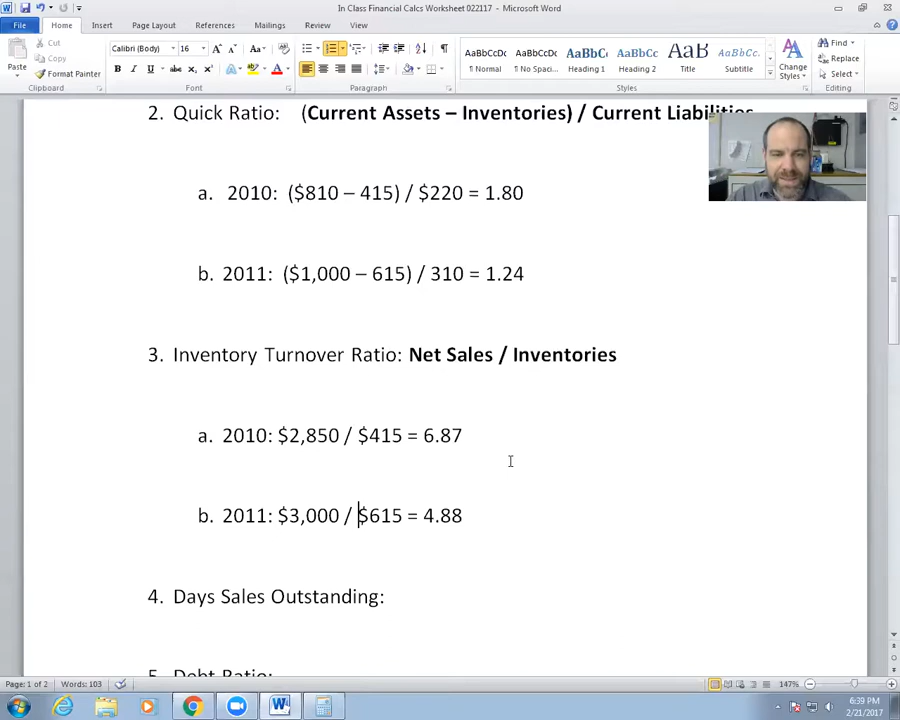 In Class Financial Calcs Worksheet 022117 - Microsoft Word
File Home Insert Page Layout References Mailings Review View
Cut
Copy
Format Painter
Paste
Clipboard
Calibri (Body) 16
Font
Paragraph
AaBbCcDc AaBbCcDc AaBbCc AaBbCc AaB AaBbCc
¶ Normal ¶ No Spaci... Heading 1 Heading 2 Title Subtitle
Change Styles
Styles
Find
Replace
Select
Editing
2. Quick Ratio: (Current Assets – Inventories) / Current Liabilities
a. 2010: ($810 – 415) / $220 = 1.80
b. 2011: ($1,000 – 615) / 310 = 1.24
3. Inventory Turnover Ratio: Net Sales / Inventories
a. 2010: $2,850 / $415 = 6.87
b. 2011: $3,000 / $615 = 4.88
4. Days Sales Outstanding:
5. Debt Ratio:
Page: 1 of 2 Words: 103 147%
6:39 PM
2/21/2017